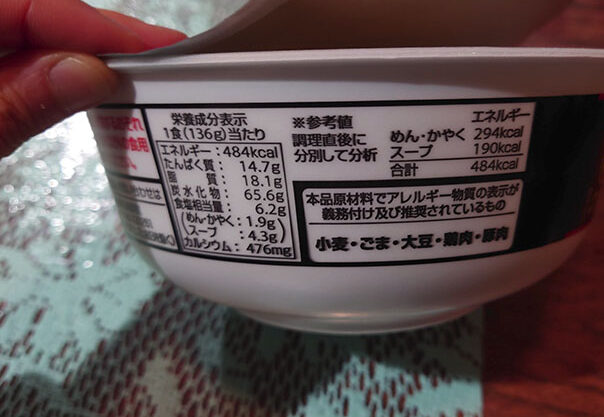 栄養成分表示
1食(136g)当たり
エネルギー：484kcal
たんぱく質：14.7g
脂質：18.1g
炭水化物：65.6g
食塩相当量：6.2g
(めん・かやく：1.9g)
(スープ：4.3g)
カルシウム：476mg
※参考値
調理直後に
分別して分析
エネルギー
めん・かやく 294kcal
スープ 190kcal
合計 484kcal
本品原材料でアレルギー物質の表示が
義務付け及び推奨されているもの
小麦・ごま・大豆・鶏肉・豚肉